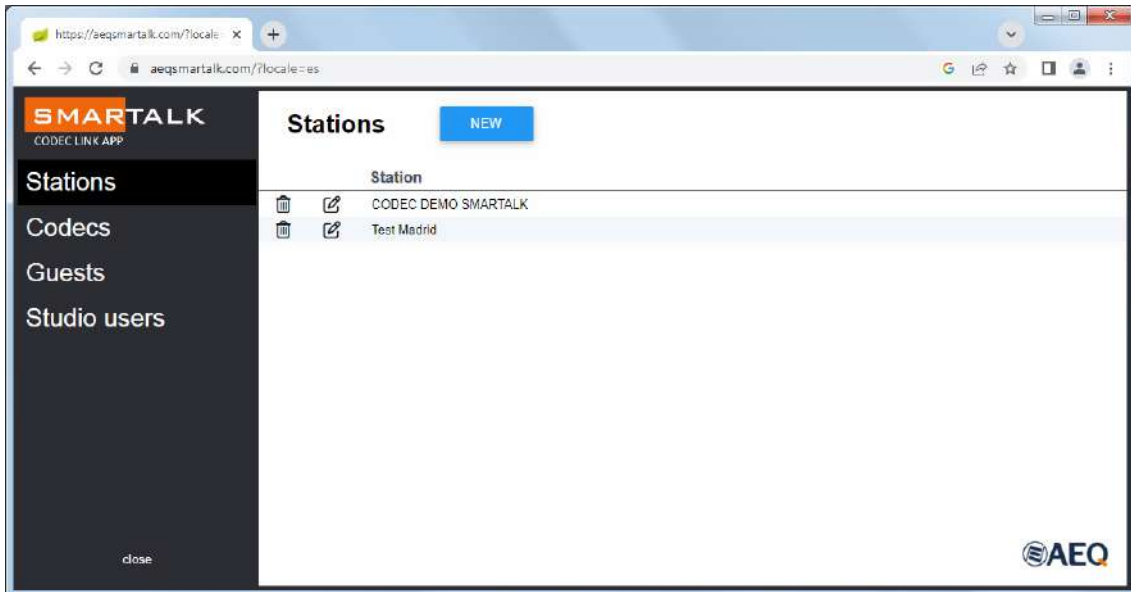 https://aeqsmartalk.com/?locale
aeqsmartalk.com/?locale=es
SMARTALK
CODEC LINK APP
Stations
Codecs
Guests
Studio users
close
Stations
NEW
Station
CODEC DEMO SMARTALK
Test Madrid
AEQ